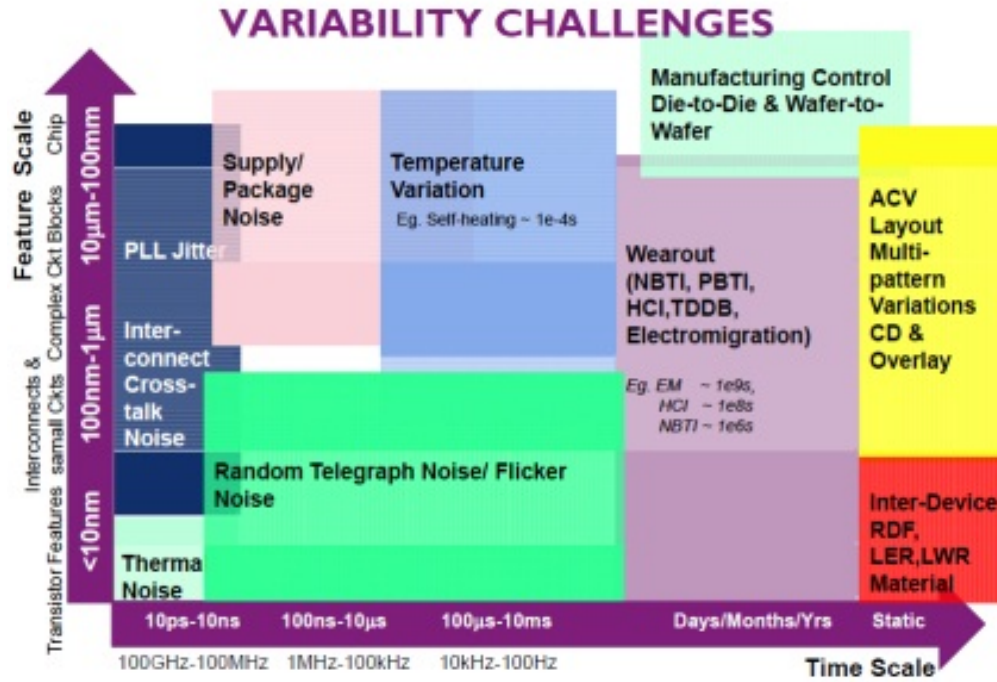 VARIABILITY CHALLENGES
Manufacturing Control
Die-to-Die & Wafer-to-
Wafer
Supply/
Package
Noise
Temperature
Variation
Eg. Self-heating ~ 1e-4s
ACV
Layout
Multi-
pattern
Variations
CD &
Overlay
PLL Jitter
Wearout
(NBTI, PBTI,
HCI,TDDB,
Electromigration)
Inter-
connect
Cross-
talk
Noise
Eg. EM ~ 1e9s,
HCI ~ 1e8s
NBTI ~ 1e6s
Random Telegraph Noise/ Flicker
Noise
Inter-Device
RDF,
LER,LWR
Material
Therma
Noise
Feature Scale
Chip
Complex Ckt Blocks
Interconnects &
samall Ckts
Transistor Features
10µm-100mm
100nm-1µm
<10nm
10ps-10ns
100ns-10µs
100µs-10ms
Days/Months/Yrs
Static
100GHz-100MHz
1MHz-100kHz
10kHz-100Hz
Time Scale